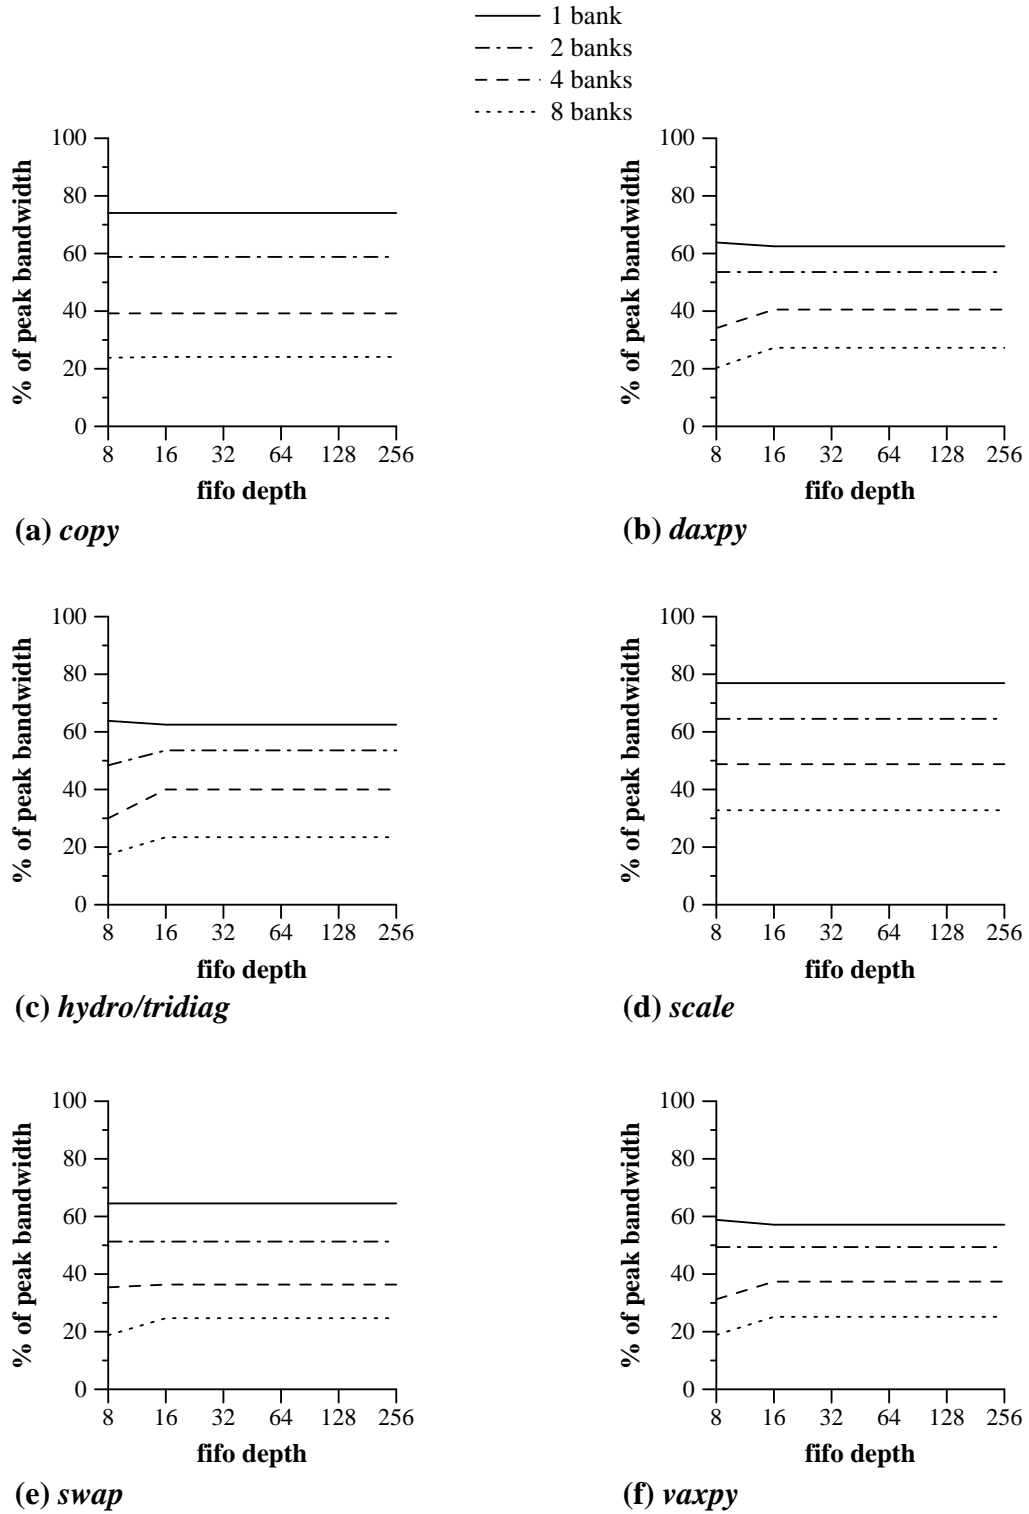 1 bank
2 banks
4 banks
8 banks
100
80
60
40
20
0
% of peak bandwidth
8 16 32 64 128 256
fifo depth
(a) copy
100
80
60
40
20
0
% of peak bandwidth
8 16 32 64 128 256
fifo depth
(b) daxpy
100
80
60
40
20
0
% of peak bandwidth
8 16 32 64 128 256
fifo depth
(c) hydro/tridiag
100
80
60
40
20
0
% of peak bandwidth
8 16 32 64 128 256
fifo depth
(d) scale
100
80
60
40
20
0
% of peak bandwidth
8 16 32 64 128 256
fifo depth
(e) swap
100
80
60
40
20
0
% of peak bandwidth
8 16 32 64 128 256
fifo depth
(f) vaxpy